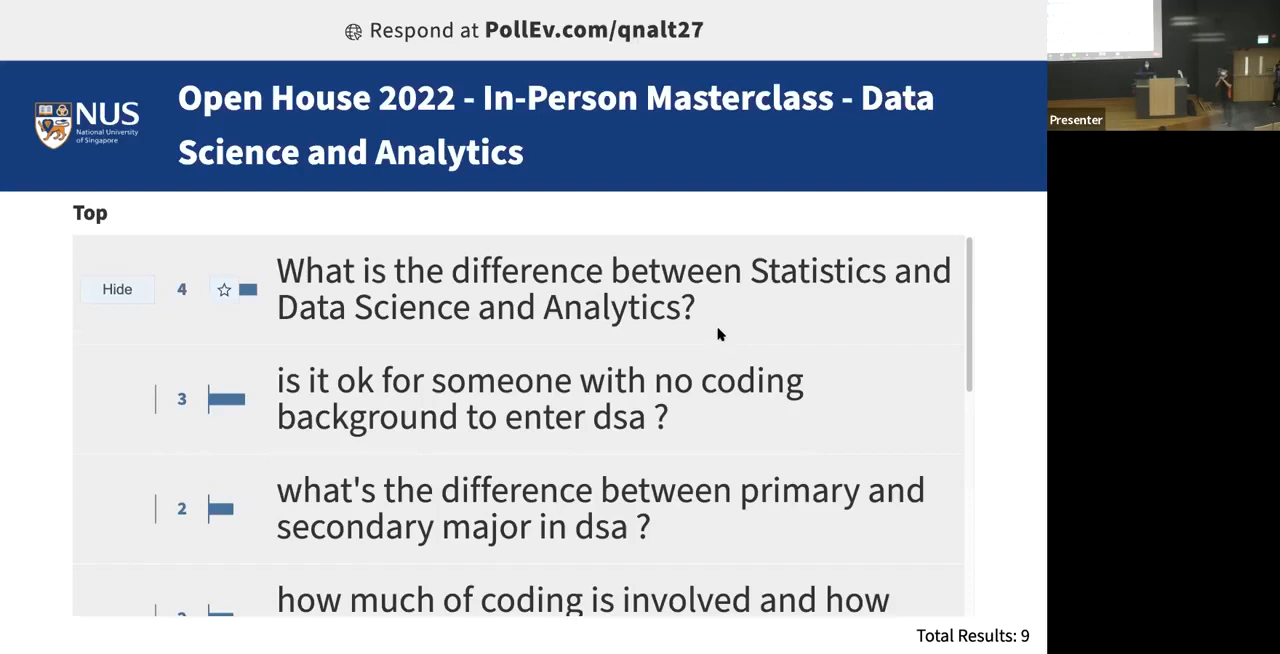 Respond at PollEv.com/qnalt27
NUS
National University
of Singapore
Open House 2022 - In-Person Masterclass - Data
Science and Analytics
Top
Hide
4
What is the difference between Statistics and
Data Science and Analytics?
3
is it ok for someone with no coding
background to enter dsa ?
2
what's the difference between primary and
secondary major in dsa ?
how much of coding is involved and how
Total Results: 9
Presenter